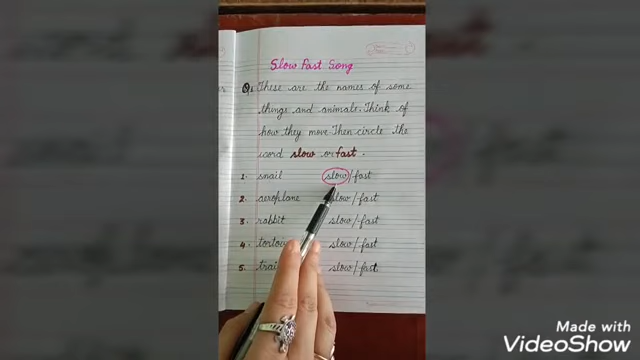 Slow Fast Song
Q1 These are the names of some
things and animals. Think of
how they move. Then circle the
word slow or fast.
1. snail slow/fast
2. aeroplane slow/fast
3. rabbit slow/fast
4. tortoi slow/fast
5. trai slow/fast
Made with
VideoShow